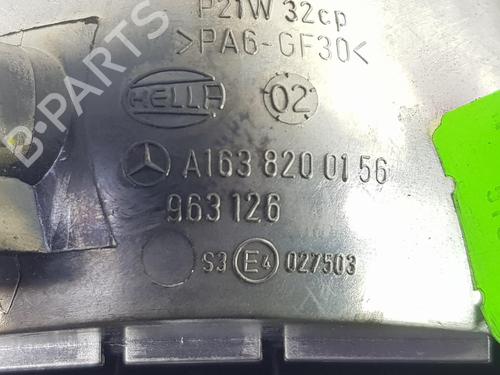 P21W 32cp
>PA6-GF30<
HELLA 02
A163 820 01 56
963 126
S3 E4 027503
B-PARTS